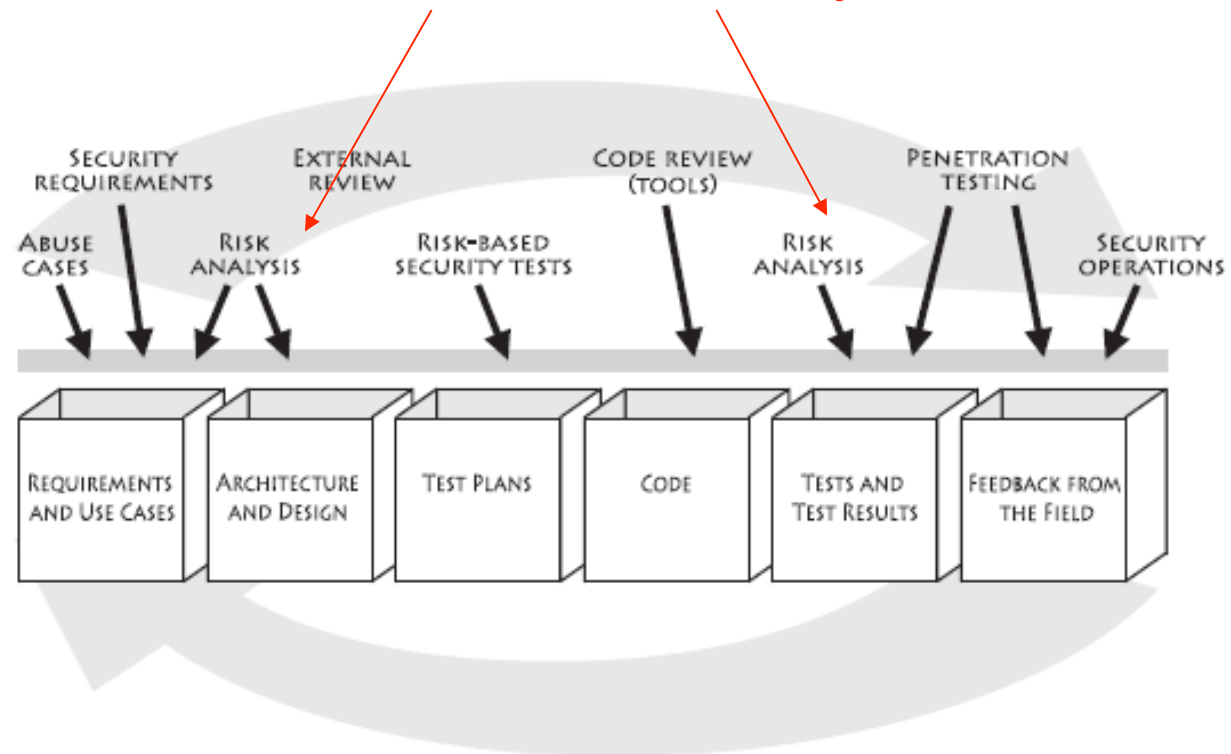 SECURITY
REQUIREMENTS
EXTERNAL
REVIEW
CODE REVIEW
(TOOLS)
PENETRATION
TESTING
ABUSE
CASES
RISK
ANALYSIS
RISK-BASED
SECURITY TESTS
RISK
ANALYSIS
SECURITY
OPERATIONS
REQUIREMENTS
AND USE CASES
ARCHITECTURE
AND DESIGN
TEST PLANS
CODE
TESTS AND
TEST RESULTS
FEEDBACK FROM
THE FIELD